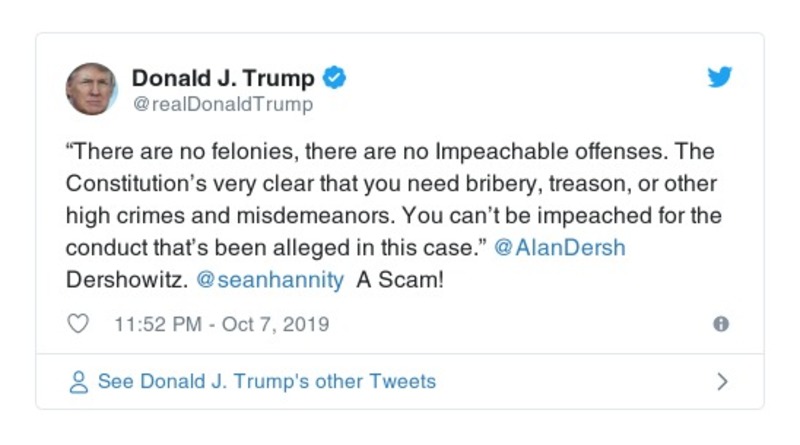 Donald J. Trump
@realDonaldTrump
“There are no felonies, there are no Impeachable offenses. The
Constitution’s very clear that you need bribery, treason, or other
high crimes and misdemeanors. You can’t be impeached for the
conduct that’s been alleged in this case.” @AlanDersh
Dershowitz. @seanhannity  A Scam!
11:52 PM - Oct 7, 2019
See Donald J. Trump's other Tweets